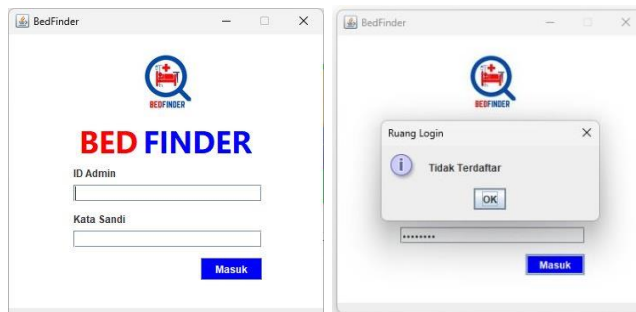 BedFinder
BEDFINDER
BED FINDER
ID Admin
Kata Sandi
Masuk
BedFinder
BEDFINDER
Ruang Login
Tidak Terdaftar
OK
Masuk